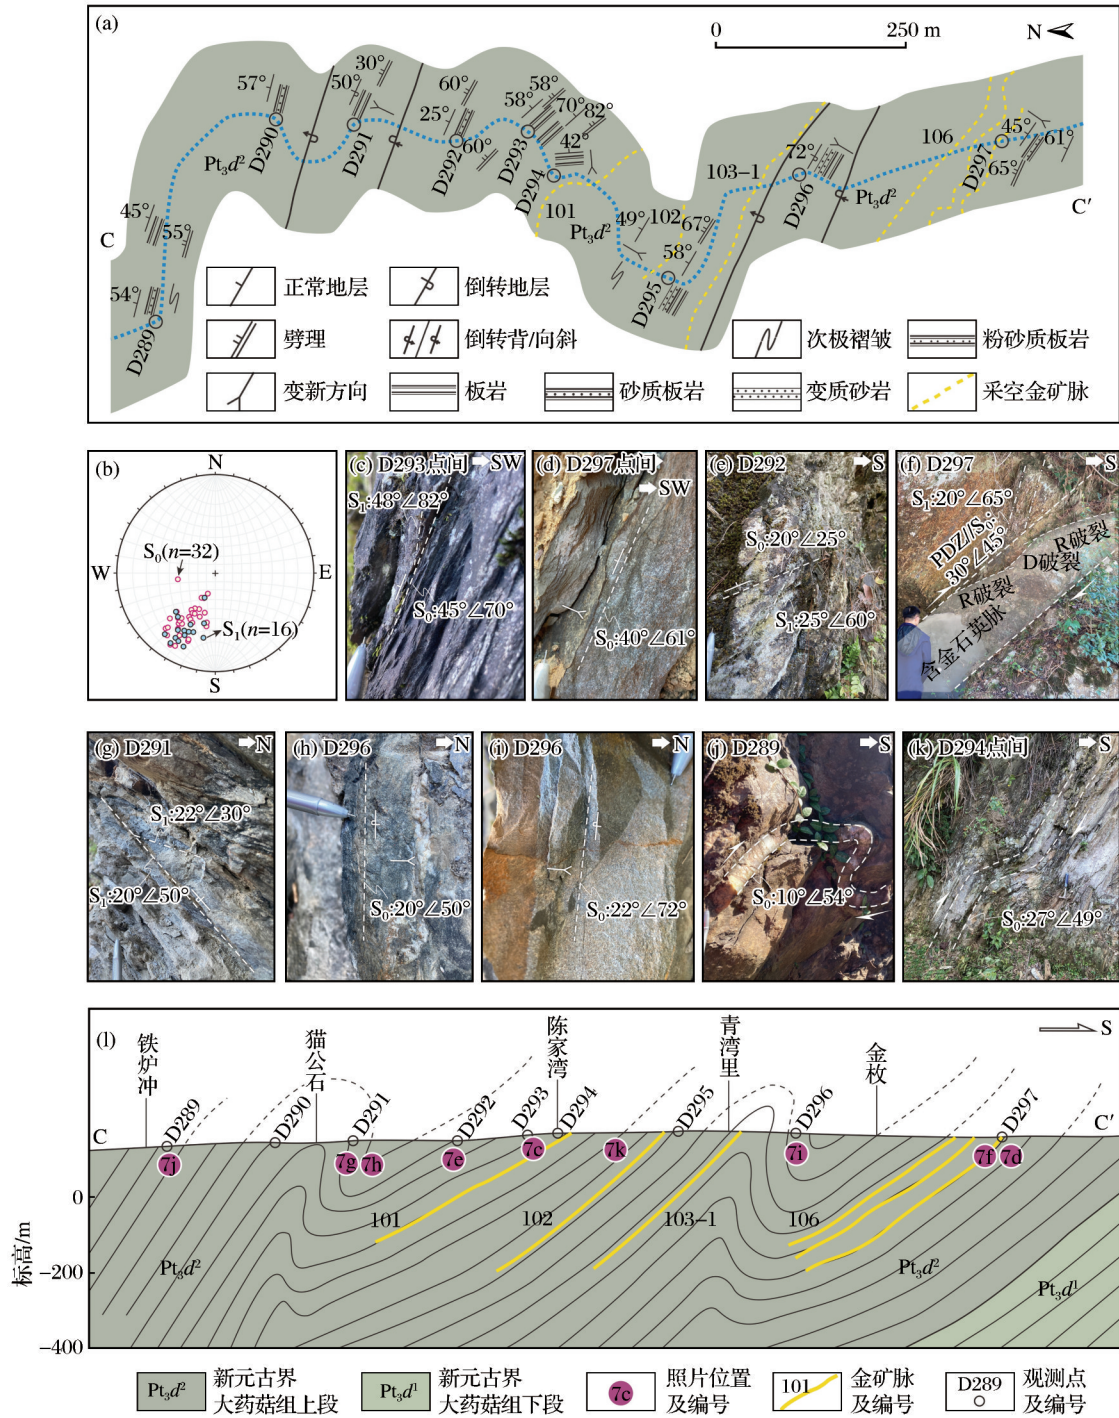 (a)
0
250 m
N
57°
50°
30°
60°
25°
60°
58°
58°
70°
82°
42°
D290
D291
D292
D293
D294
Pt₃d²
101
Pt₃d²
49°
102
67°
58°
D295
103-1
72°
D296
Pt₃d²
106
D297
45°
61°
65°
C′
45°
55°
54°
C
D289
正常地层
倒转地层
劈理
倒转背/向斜
次极褶皱
粉砂质板岩
变新方向
板岩
砂质板岩
变质砂岩
采空金矿脉
(b)
N
W
E
S
S₀(n=32)
S₁(n=16)
(c) D293点间
SW
S₁:48°∠82°
S₀:45°∠70°
(d) D297点间
SW
S₀:40°∠61°
(e) D292
S
S₀:20°∠25°
S₁:25°∠60°
(f) D297
S
S₁:20°∠65°
PDZ//S₀:
30°∠45°
R破裂
D破裂
R破裂
含金石英脉
(g) D291
N
S₁:22°∠30°
S₁:20°∠50°
(h) D296
N
S₀:20°∠50°
(i) D296
N
S₀:22°∠72°
(j) D289
S
S₀:10°∠54°
(k) D294点间
S
S₀:27°∠49°
(l)
S
铁炉冲
猫公石
陈家湾
青湾里
金枚
C
D289
D290
D291
D292
D293
D294
D295
D296
D297
C′
7j
7g
7h
7e
7c
7k
7i
7f
7d
标高/m
0
-200
-400
101
102
103-1
106
Pt₃d²
Pt₃d²
Pt₃d¹
Pt₃d²
新元古界
大药菇组上段
Pt₃d¹
新元古界
大药菇组下段
7c
照片位置
及编号
101
金矿脉
及编号
D289
观测点
及编号